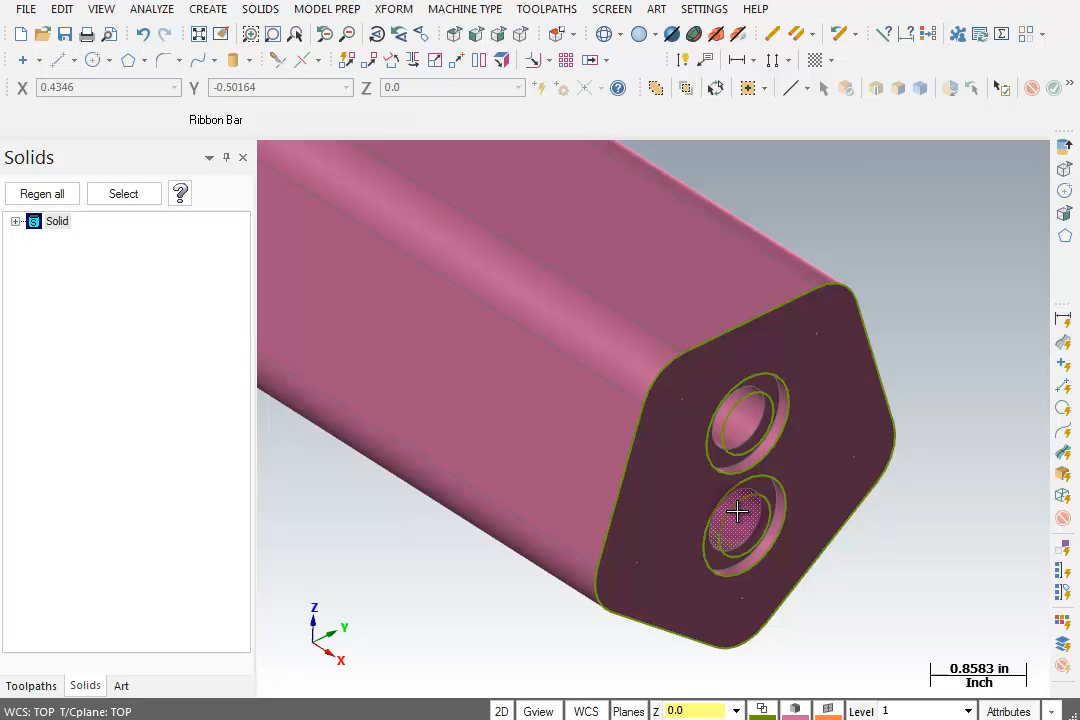 FILE EDIT VIEW ANALYZE CREATE SOLIDS MODEL PREP XFORM MACHINE TYPE TOOLPATHS SCREEN ART SETTINGS HELP
X 0.4346 Y -0.50164 Z 0.0
Ribbon Bar
Solids
Regen all Select ?
Solid
Z
Y
X
0.8583 in
Inch
Toolpaths Solids Art
WCS: TOP T/Cplane: TOP 2D Gview WCS Planes Z 0.0 Level 1 Attributes